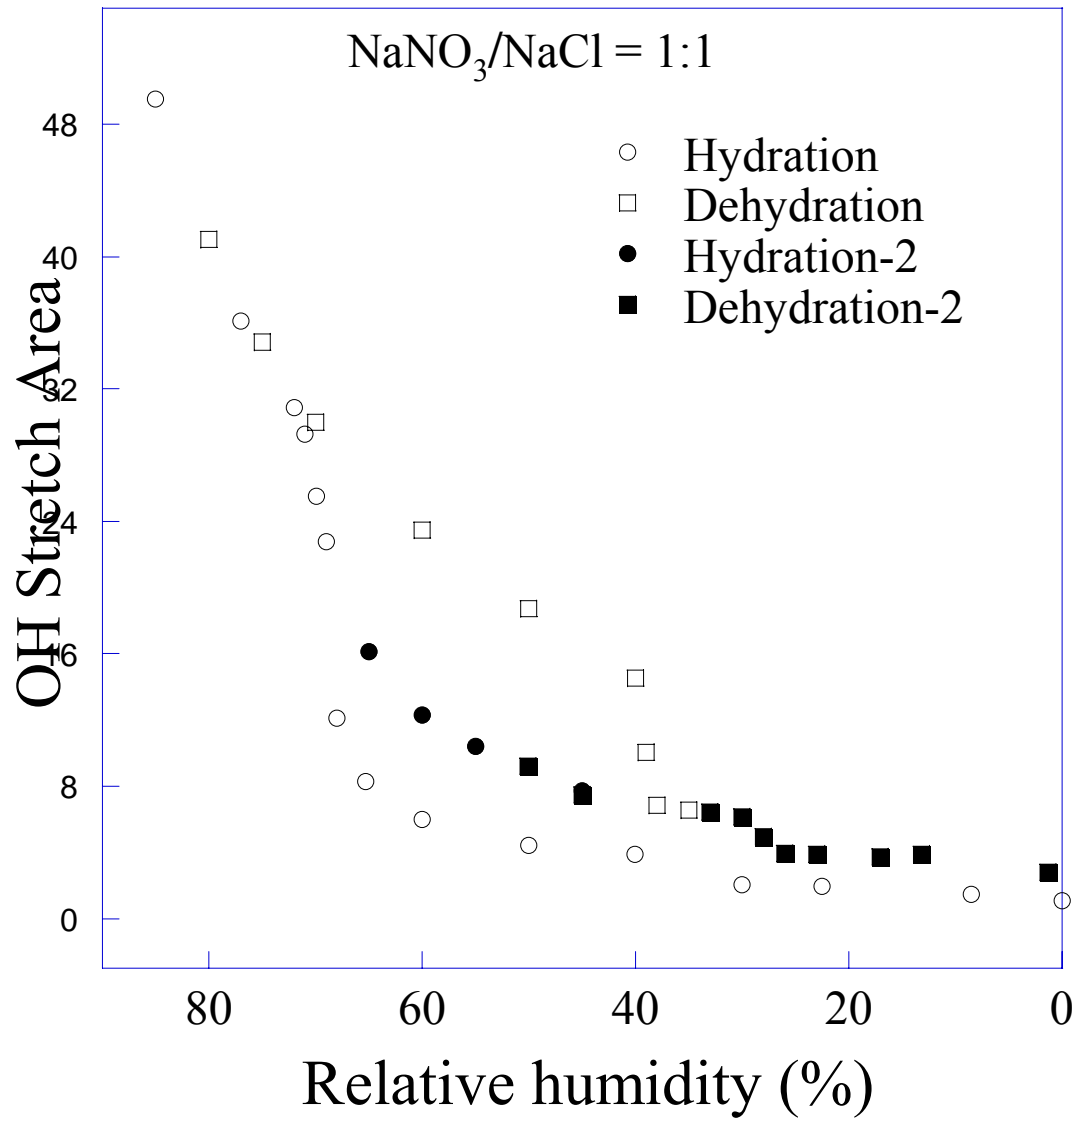 NaNO₃/NaCl = 1:1
Hydration
Dehydration
Hydration-2
Dehydration-2
OH Stretch Area
48
40
32
24
16
8
0
80 60 40 20 0
Relative humidity (%)